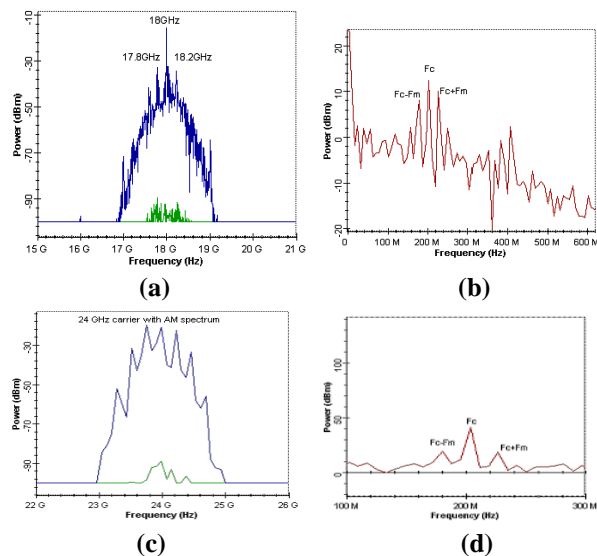 18GHz
17.8GHz
18.2GHz
Power (dBm)
-10
-30
-50
-70
-90
15 G
16 G
17 G
18 G
19 G
20 G
21 G
Frequency (Hz)
(a)
Fc
Fc-Fm
Fc+Fm
Power (dBm)
20
10
0
-10
-20
0
100 M
200 M
300 M
400 M
500 M
600 M
Frequency (Hz)
(b)
24 GHz carrier with AM spectrum
Power (dBm)
-30
-50
-70
-90
22 G
23 G
24 G
25 G
26 G
Frequency (Hz)
(c)
Fc
Fc-Fm
Fc+Fm
Power (dBm)
100
50
0
100 M
200 M
300 M
Frequency (Hz)
(d)